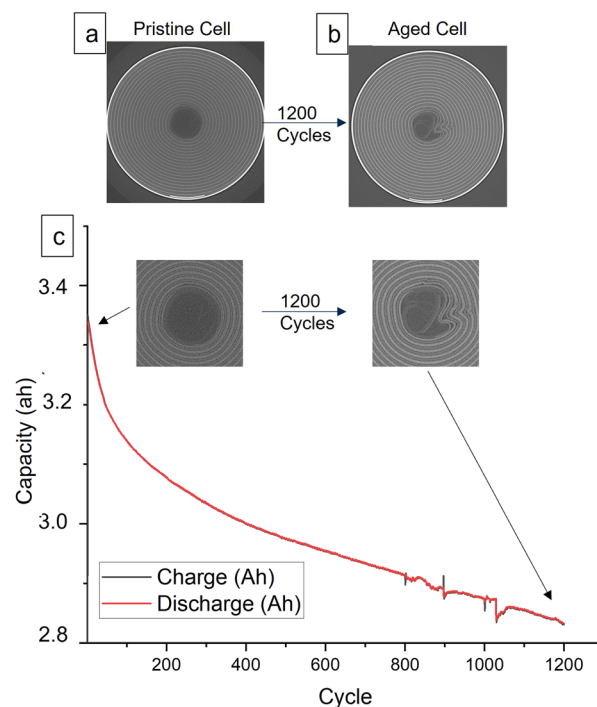 a
Pristine Cell
b
Aged Cell
1200
Cycles
c
1200
Cycles
3.4
3.2
3.0
2.8
Capacity (ah)
Charge (Ah)
Discharge (Ah)
200
400
600
800
1000
1200
Cycle